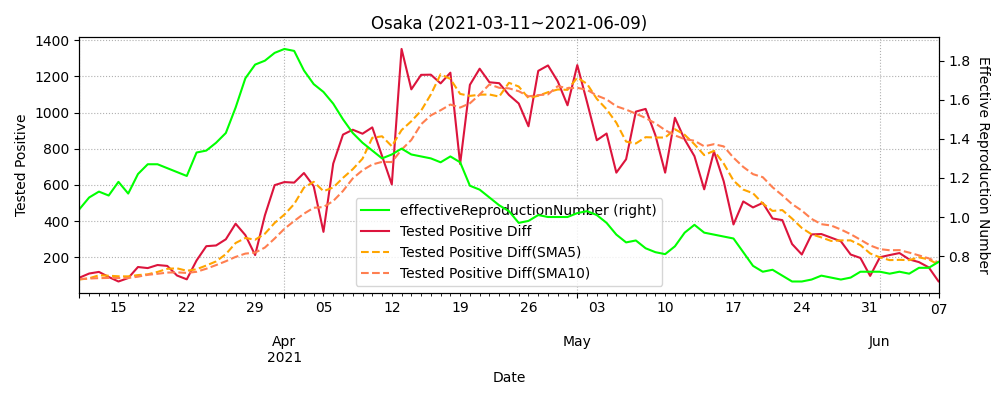 Osaka (2021-03-11~2021-06-09)
1400
1200
1000
800
600
400
200
Tested Positive
1.8
1.6
1.4
1.2
1.0
0.8
Effective Reproduction Number
effectiveReproductionNumber (right)
Tested Positive Diff
Tested Positive Diff(SMA5)
Tested Positive Diff(SMA10)
15 22 29 05 12 19 26 03 10 17 24 31 07
Apr May Jun
2021
Date